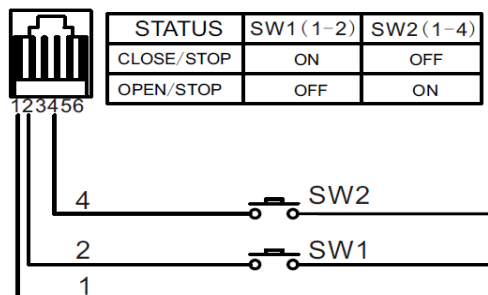 STATUS SW1(1-2) SW2(1-4)
CLOSE/STOP ON OFF
OPEN/STOP OFF ON
123456
4 SW2
2 SW1
1